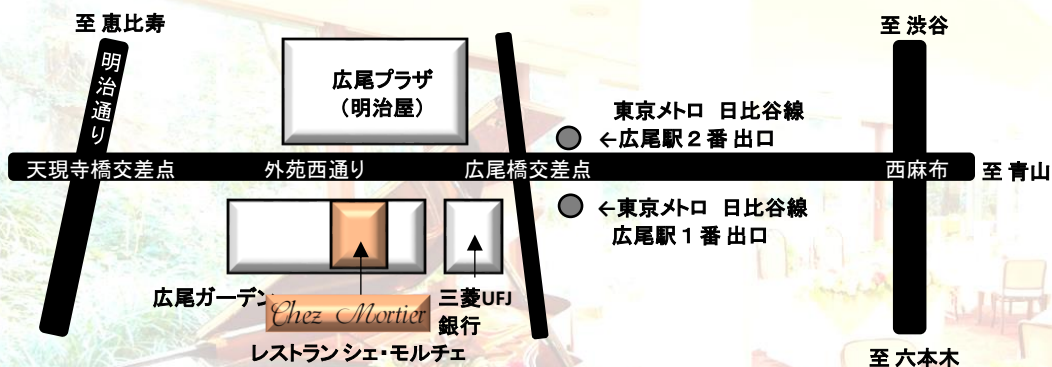 至 恵比寿
至 渋谷
明治通り
広尾プラザ
（明治屋）
東京メトロ 日比谷線
←広尾駅２番 出口
天現寺橋交差点
外苑西通り
広尾橋交差点
西麻布
至 青山
←東京メトロ 日比谷線
広尾駅１番 出口
広尾ガーデン
Chez Mortier
三菱UFJ
銀行
レストラン シェ・モルチェ
至 六本木